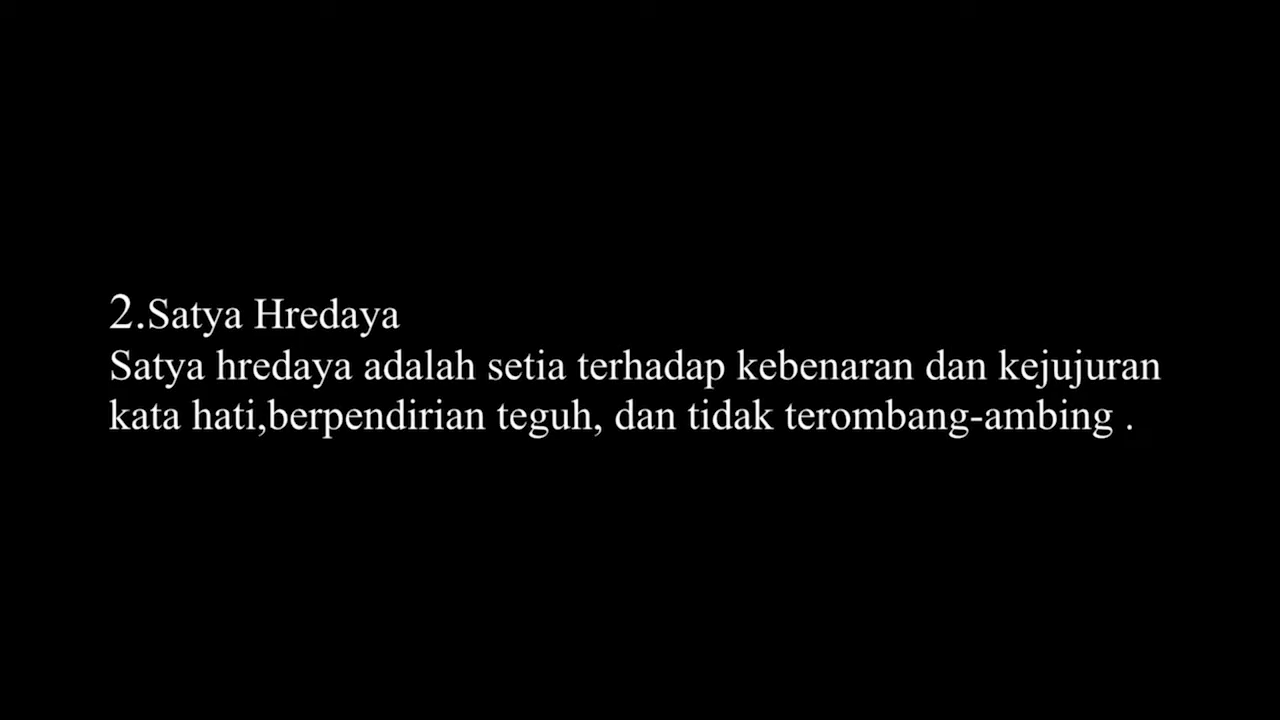 2.Satya Hredaya
Satya hredaya adalah setia terhadap kebenaran dan kejujuran
kata hati,berpendirian teguh, dan tidak terombang-ambing .